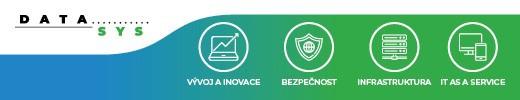 DATA
SYS
VÝVOJ A INOVACE
BEZPEČNOST
INFRASTRUKTURA
IT AS A SERVICE